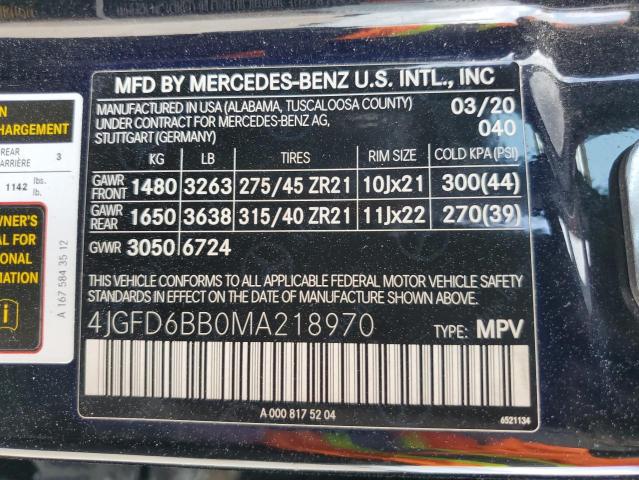 MFD BY MERCEDES-BENZ U.S. INTL., INC
MANUFACTURED IN USA (ALABAMA, TUSCALOOSA COUNTY)
UNDER CONTRACT FOR MERCEDES-BENZ AG,
STUTTGART (GERMANY)
03/20
040
KG LB TIRES RIM SIZE COLD KPA (PSI)
GAWR FRONT 1480 3263 275/45 ZR21 10Jx21 300(44)
GAWR REAR 1650 3638 315/40 ZR21 11Jx22 270(39)
GVWR 3050 6724
THIS VEHICLE CONFORMS TO ALL APPLICABLE FEDERAL MOTOR VEHICLE SAFETY
STANDARDS IN EFFECT ON THE DATE OF MANUFACTURE SHOWN ABOVE.
4JGFD6BB0MA218970 TYPE: MPV
A 000 817 52 04
6521134
ON
HARGEMENT
REAR
ARRIÈRE 3
1142 lbs.
lb.
WNER'S
AL FOR
IONAL
MATION
A 167 584 35 12